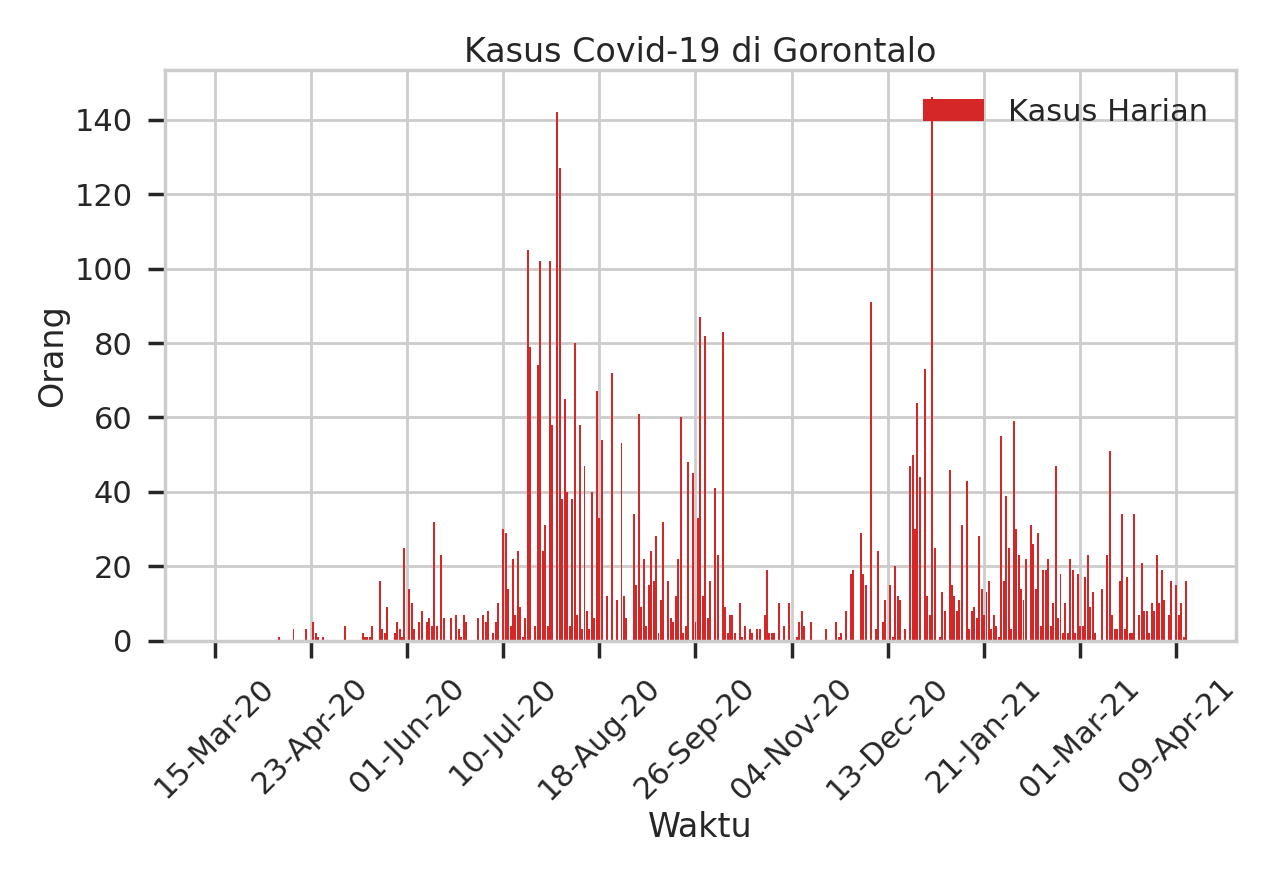 Kasus Covid-19 di Gorontalo
Kasus Harian
140
120
100
80
60
40
20
0
Orang
15-Mar-20
23-Apr-20
01-Jun-20
10-Jul-20
18-Aug-20
26-Sep-20
04-Nov-20
13-Dec-20
21-Jan-21
01-Mar-21
09-Apr-21
Waktu